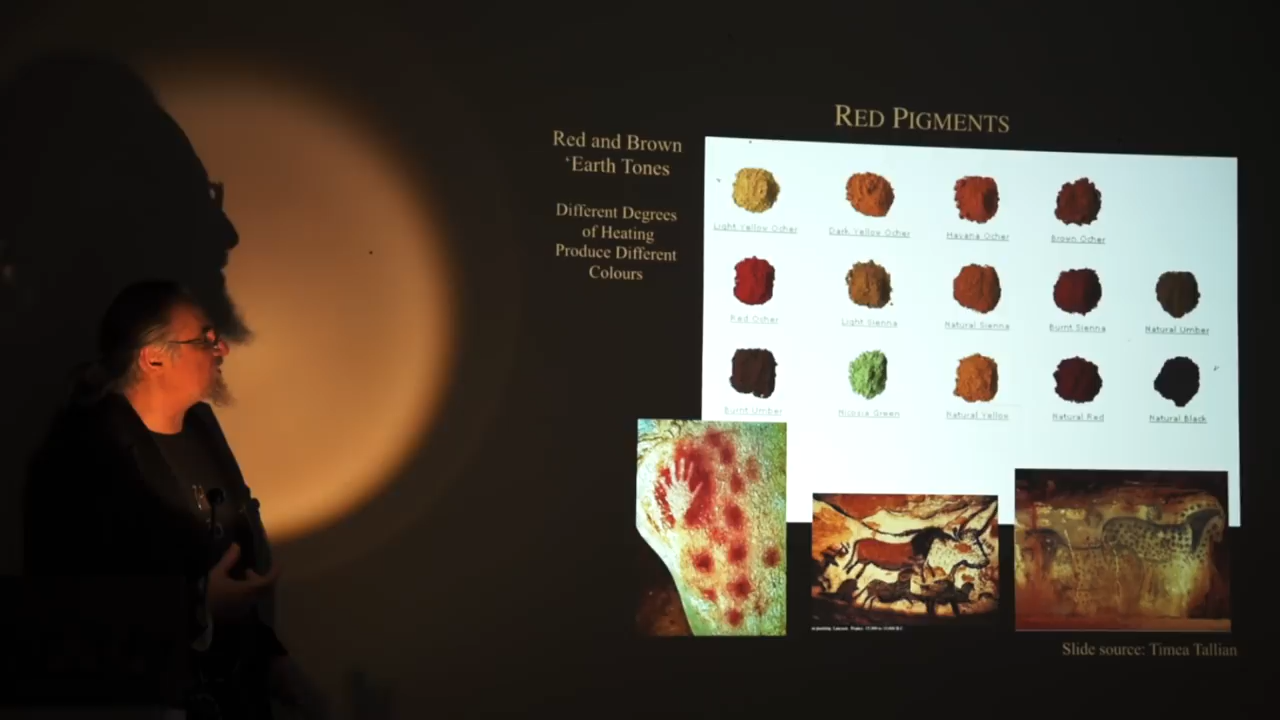 RED PIGMENTS
Red and Brown
‘Earth Tones
Different Degrees
of Heating
Produce Different
Colours
Light Yellow Ocher
Dark Yellow Ocher
Havana Ocher
Brown Ocher
Red Ocher
Light Sienna
Natural Sienna
Burnt Sienna
Natural Umber
Burnt Umber
Nicosia Green
Natural Yellow
Natural Red
Natural Black
Slide source: Timea Tallian